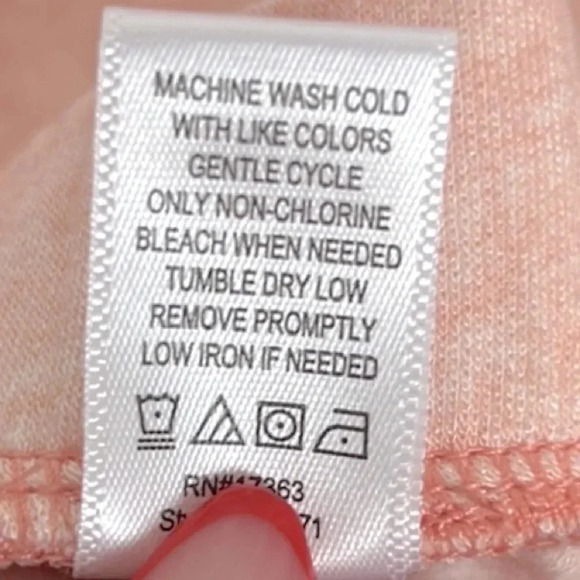 MACHINE WASH COLD
WITH LIKE COLORS
GENTLE CYCLE
ONLY NON-CHLORINE
BLEACH WHEN NEEDED
TUMBLE DRY LOW
REMOVE PROMPTLY
LOW IRON IF NEEDED
RN#17363